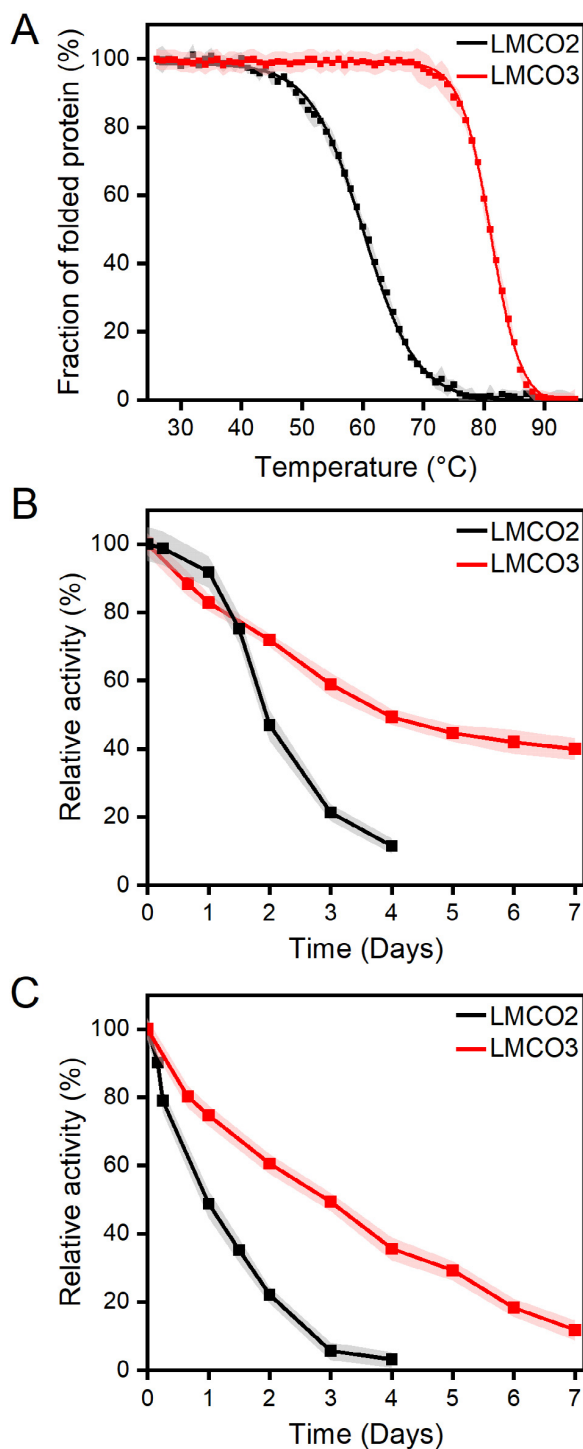 A
LMCO2
LMCO3
Fraction of folded protein (%)
100
80
60
40
20
0
30 40 50 60 70 80 90
Temperature (°C)
B
LMCO2
LMCO3
Relative activity (%)
100
80
60
40
20
0
0 1 2 3 4 5 6 7
Time (Days)
C
LMCO2
LMCO3
Relative activity (%)
100
80
60
40
20
0
0 1 2 3 4 5 6 7
Time (Days)